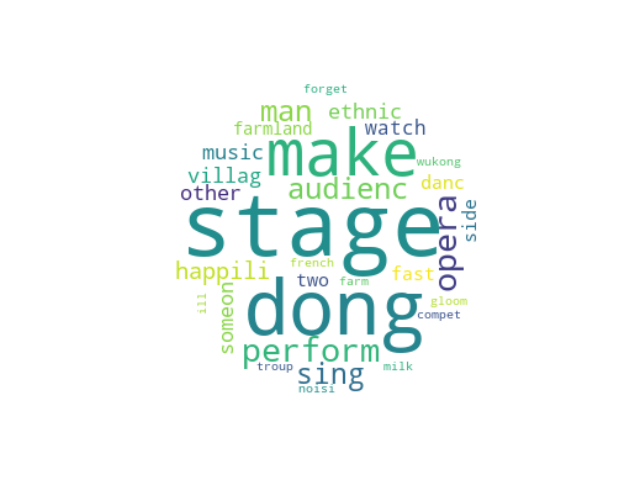 forget
man ethnic
farmland watch
music make wukong
villag audienc danc
other opera side
stage
happili french fast
two farm
ill someon dong gloom
compet
perform
troup sing milk
noisi